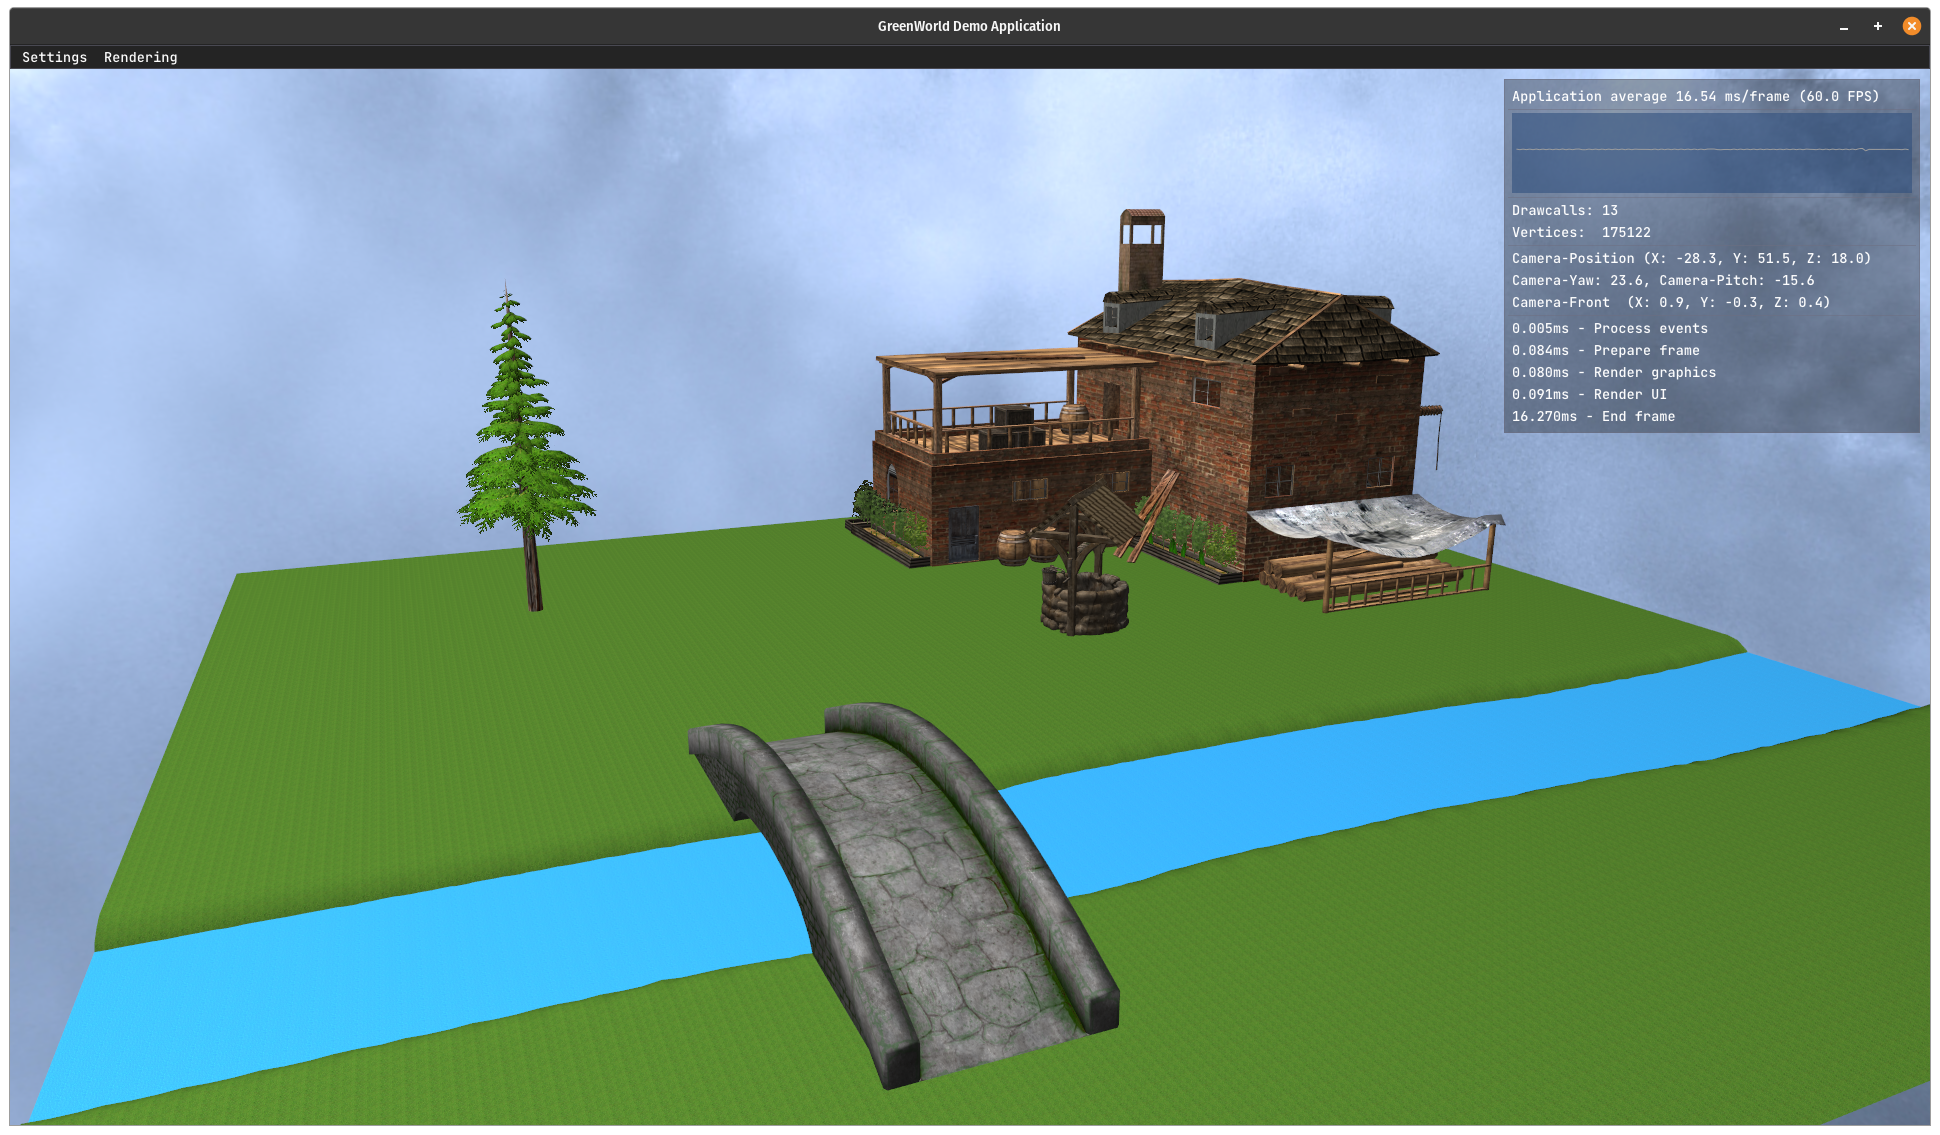 GreenWorld Demo Application
Settings Rendering
Application average 16.54 ms/frame (60.0 FPS)
Drawcalls: 13
Vertices:  175122
Camera-Position (X: -28.3, Y: 51.5, Z: 18.0)
Camera-Yaw: 23.6, Camera-Pitch: -15.6
Camera-Front  (X: 0.9, Y: -0.3, Z: 0.4)
0.005ms - Process events
0.084ms - Prepare frame
0.080ms - Render graphics
0.091ms - Render UI
16.270ms - End frame